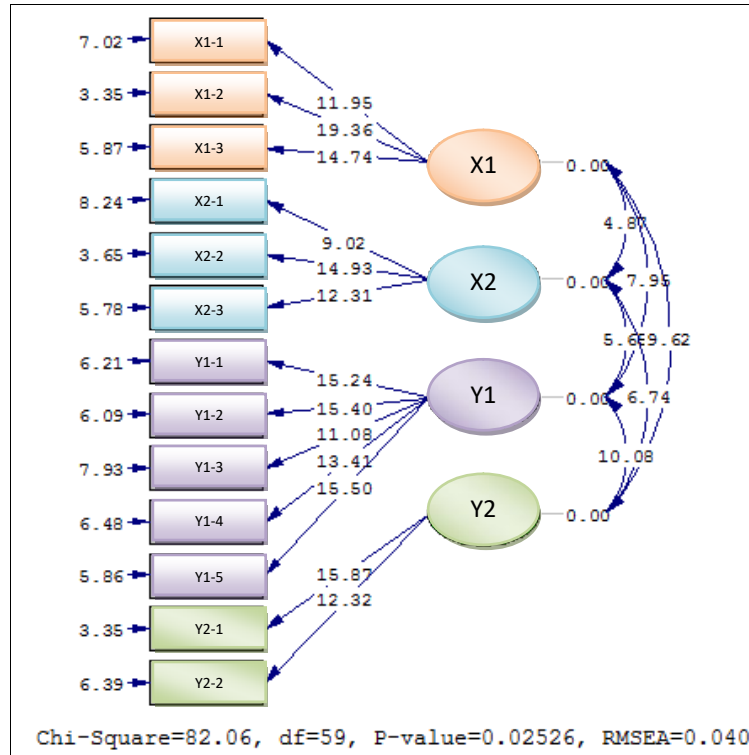 7.02 X1-1
3.35 X1-2
5.87 X1-3
8.24 X2-1
3.65 X2-2
5.78 X2-3
6.21 Y1-1
6.09 Y1-2
7.93 Y1-3
6.48 Y1-4
5.86 Y1-5
3.35 Y2-1
6.39 Y2-2
11.95
19.36
14.74
9.02
14.93
12.31
15.24
15.40
11.08
13.41
15.50
15.87
12.32
X1 0.00
X2 0.00
Y1 0.00
Y2 0.00
4.87
7.95
9.62
6.74
10.08
Chi-Square=82.06, df=59, P-value=0.02526, RMSEA=0.040